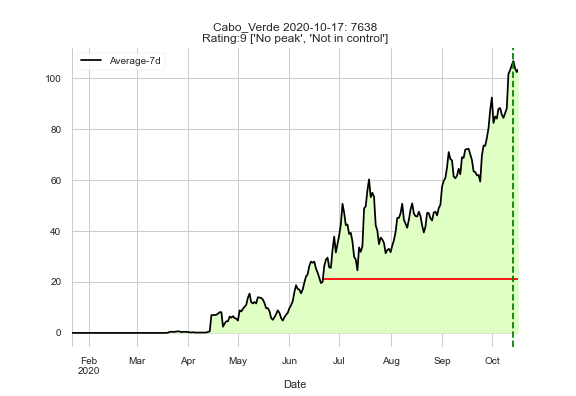 Cabo_Verde 2020-10-17: 7638
Rating:9 ['No peak', 'Not in control']
Average-7d
100
80
60
40
20
0
Feb Mar Apr May Jun Jul Aug Sep Oct
2020
Date